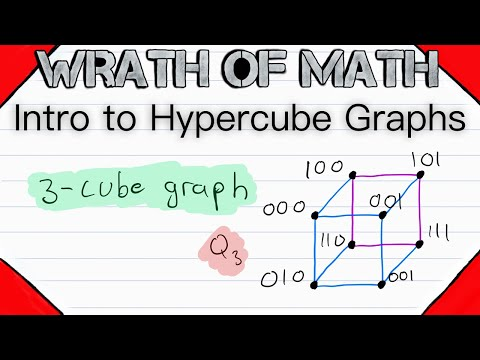 WRATH OF MATH
Intro to Hypercube Graphs
100 101
3-cube graph
000 001
Q3 110 111
010 001